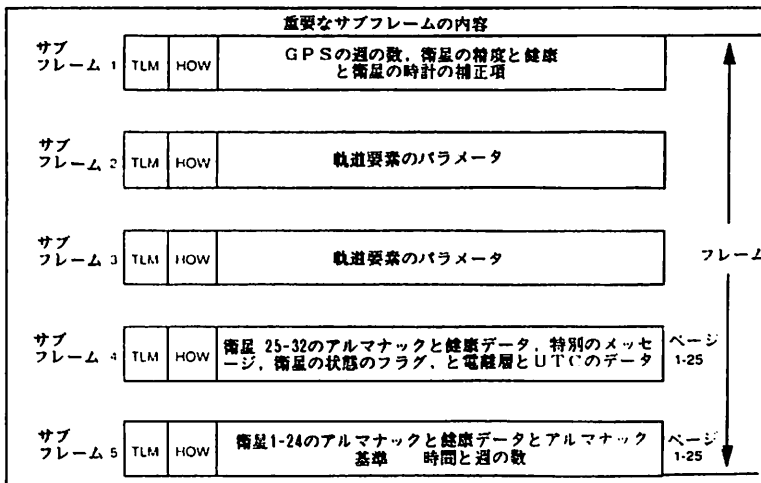 重要なサブフレームの内容
サブ
フレーム 1 TLM HOW GPSの週の数, 衛星の精度と健康
と衛星の時計の補正項
サブ
フレーム 2 TLM HOW 軌道要素のパラメータ
サブ
フレーム 3 TLM HOW 軌道要素のパラメータ
フレーム
サブ
フレーム 4 TLM HOW 衛星 25-32のアルマナックと健康データ, 特別のメッセ
ージ, 衛星の状態のフラグ, と電離層とUTCのデータ
ページ
1-25
サブ
フレーム 5 TLM HOW 衛星1-24のアルマナックと健康データとアルマナック
基準 時間と週の数
ページ
1-25